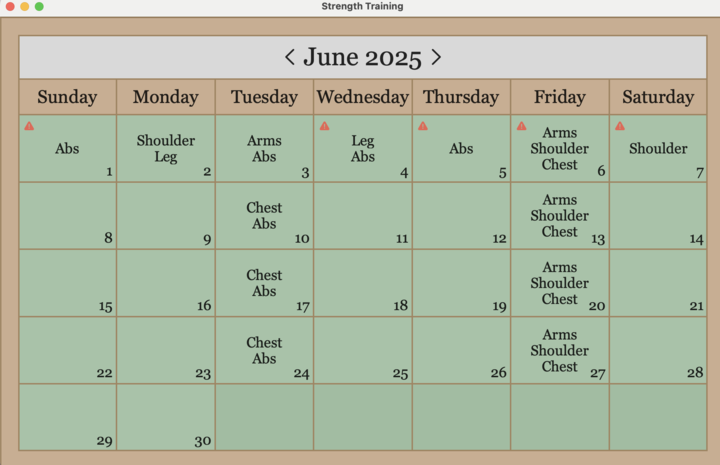 Strength Training
< June 2025 >
Sunday Monday Tuesday Wednesday Thursday Friday Saturday
Abs
1
Shoulder
Leg
2
Arms
Abs
3
Leg
Abs
4
Abs
5
Arms
Shoulder
Chest
6
Shoulder
7
8
9
Chest
Abs
10
11
12
Arms
Shoulder
Chest
13
14
15
16
Chest
Abs
17
18
19
Arms
Shoulder
Chest
20
21
22
23
Chest
Abs
24
25
26
Arms
Shoulder
Chest
27
28
29
30